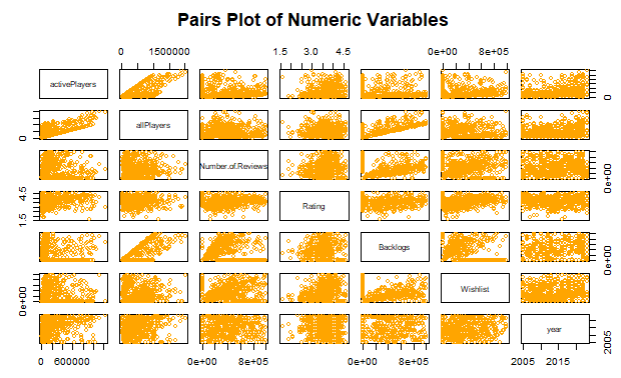 Pairs Plot of Numeric Variables
0 1500000 1.5 3.0 4.5 0e+00 8e+05
activePlayers 0
0 allPlayers
Number.of.Reviews 0e+00
1.5 4.5 Rating
Backlogs 0e+00
0e+00 Wishlist
year 2005
0 600000 0e+00 8e+05 0e+00 8e+05 2005 2015